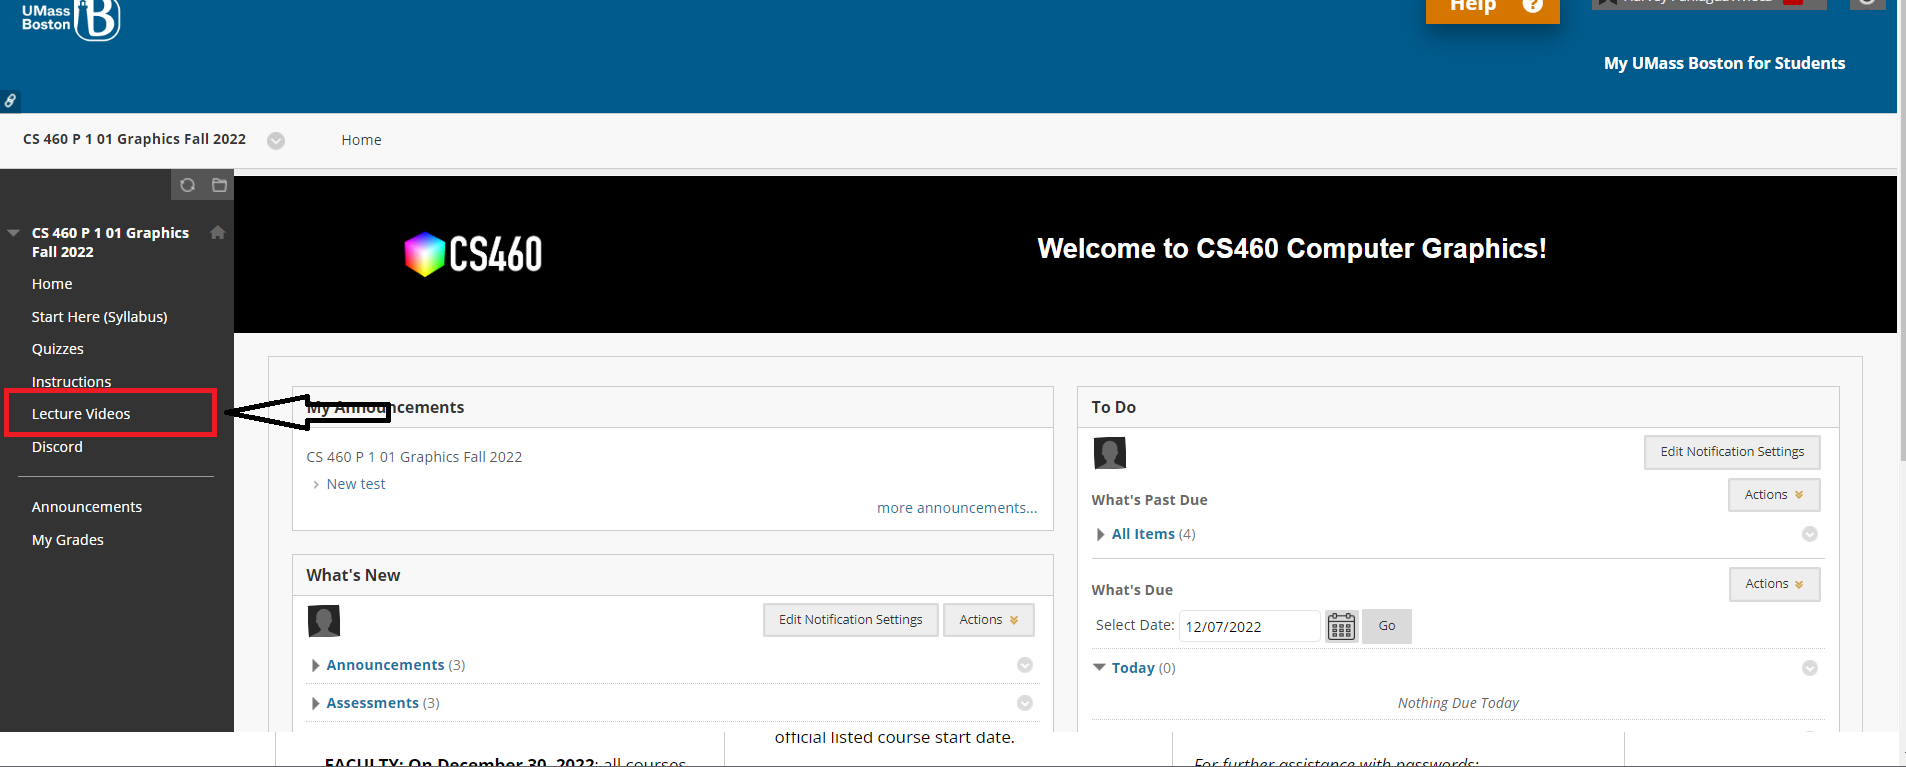 UMass
Boston
B
Help ?
My UMass Boston for Students
CS 460 P 1 01 Graphics Fall 2022
Home
CS 460 P 1 01 Graphics
Fall 2022
Home
Start Here (Syllabus)
Quizzes
Instructions
Lecture Videos
Discord
Announcements
My Grades
CS460
Welcome to CS460 Computer Graphics!
My Announcements
CS 460 P 1 01 Graphics Fall 2022
New test
more announcements...
What's New
Edit Notification Settings
Actions
Announcements (3)
Assessments (3)
To Do
Edit Notification Settings
What's Past Due
Actions
All Items (4)
What's Due
Actions
Select Date: 12/07/2022 Go
Today (0)
Nothing Due Today
official listed course start date.
FACULTY: On December 30, 2022: all courses
For further assistance with passwords: